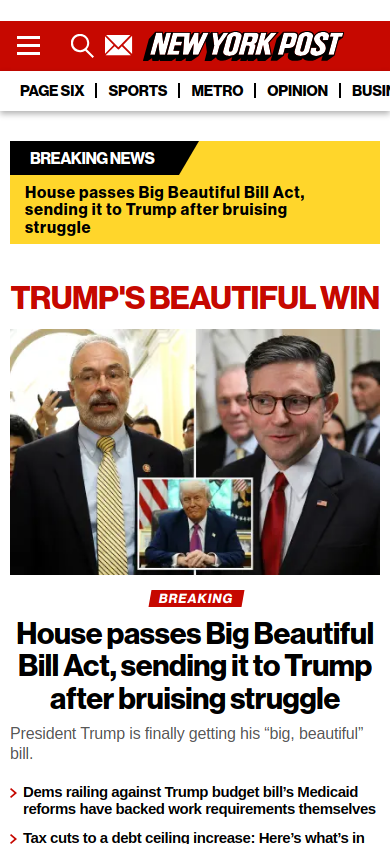 NEW YORK POST
PAGE SIX SPORTS METRO OPINION BUSIN
BREAKING NEWS
House passes Big Beautiful Bill Act,
sending it to Trump after bruising
struggle
TRUMP'S BEAUTIFUL WIN
BREAKING
House passes Big Beautiful
Bill Act, sending it to Trump
after bruising struggle
President Trump is finally getting his “big, beautiful”
bill.
Dems railing against Trump budget bill’s Medicaid
reforms have backed work requirements themselves
Tax cuts to a debt ceiling increase: Here’s what’s in